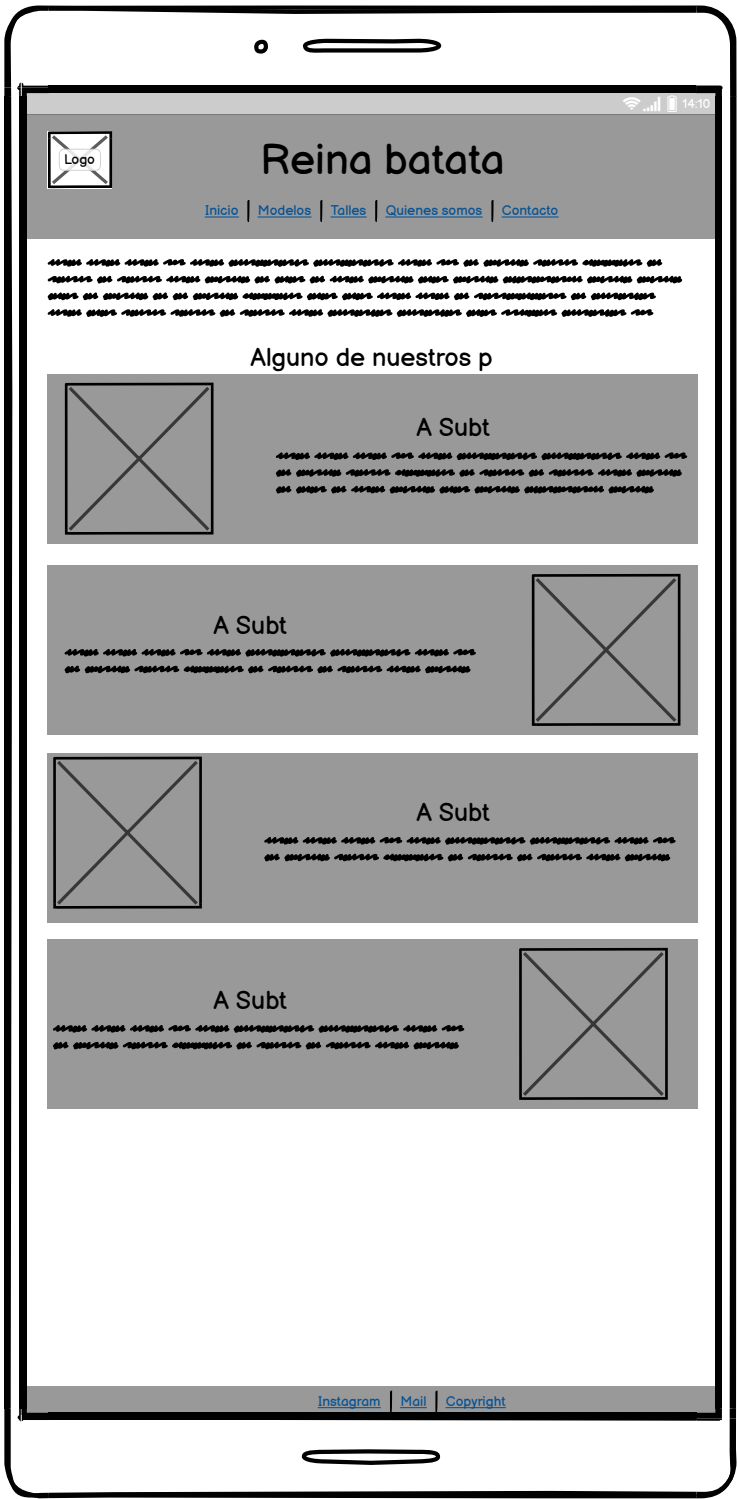 14:10
Logo
Reina batata
Inicio | Modelos | Talles | Quienes somos | Contacto
Alguno de nuestros p
A Subt
A Subt
A Subt
A Subt
Instagram | Mail | Copyright